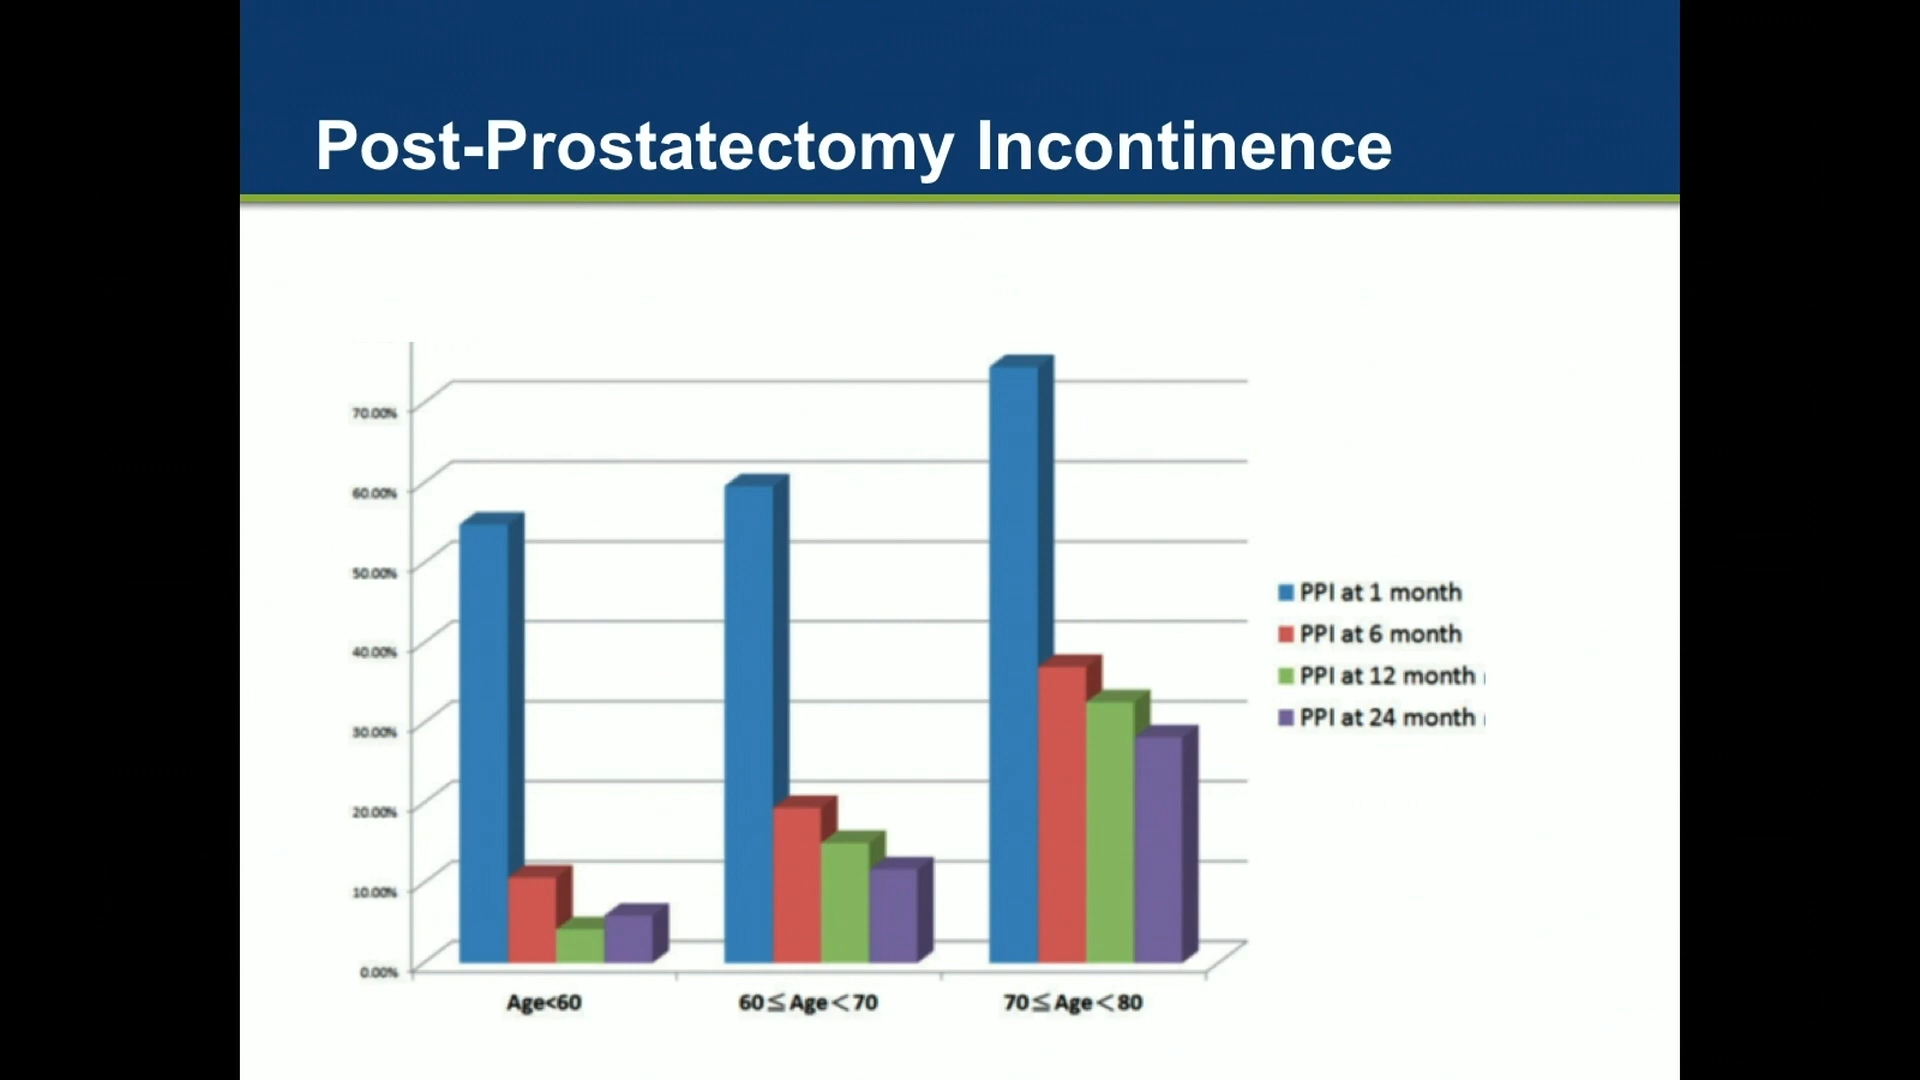 Post-Prostatectomy Incontinence
70.00%
60.00%
50.00%
40.00%
30.00%
20.00%
10.00%
0.00%
Age<60
60≦Age<70
70≦Age<80
PPI at 1 month
PPI at 6 month
PPI at 12 month
PPI at 24 month